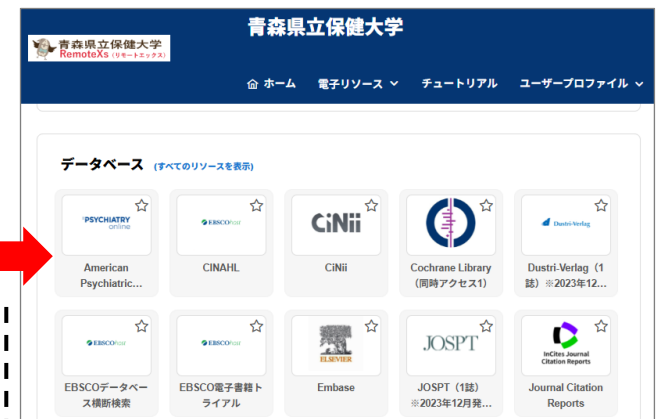 青森県立保健大学
青森県立保健大学
RemoteXs (リモートエックス)
ホーム 電子リソース チュートリアル ユーザープロファイル
データベース (すべてのリソースを表示)
PSYCHIATRY
online
EBSCOhost
CiNii
Dustri-Verlag
American
Psychiatric...
CINAHL
CiNii
Cochrane Library
(同時アクセス1)
Dustri-Verlag（1
誌）※2023年12...
EBSCOhost
EBSCOhost
ELSEVIER
JOSPT
InCites Journal
Citation Reports
EBSCOデータベー
ス横断検索
EBSCO電子書籍ト
ライアル
Embase
JOSPT（1誌）
※2023年12月発...
Journal Citation
Reports